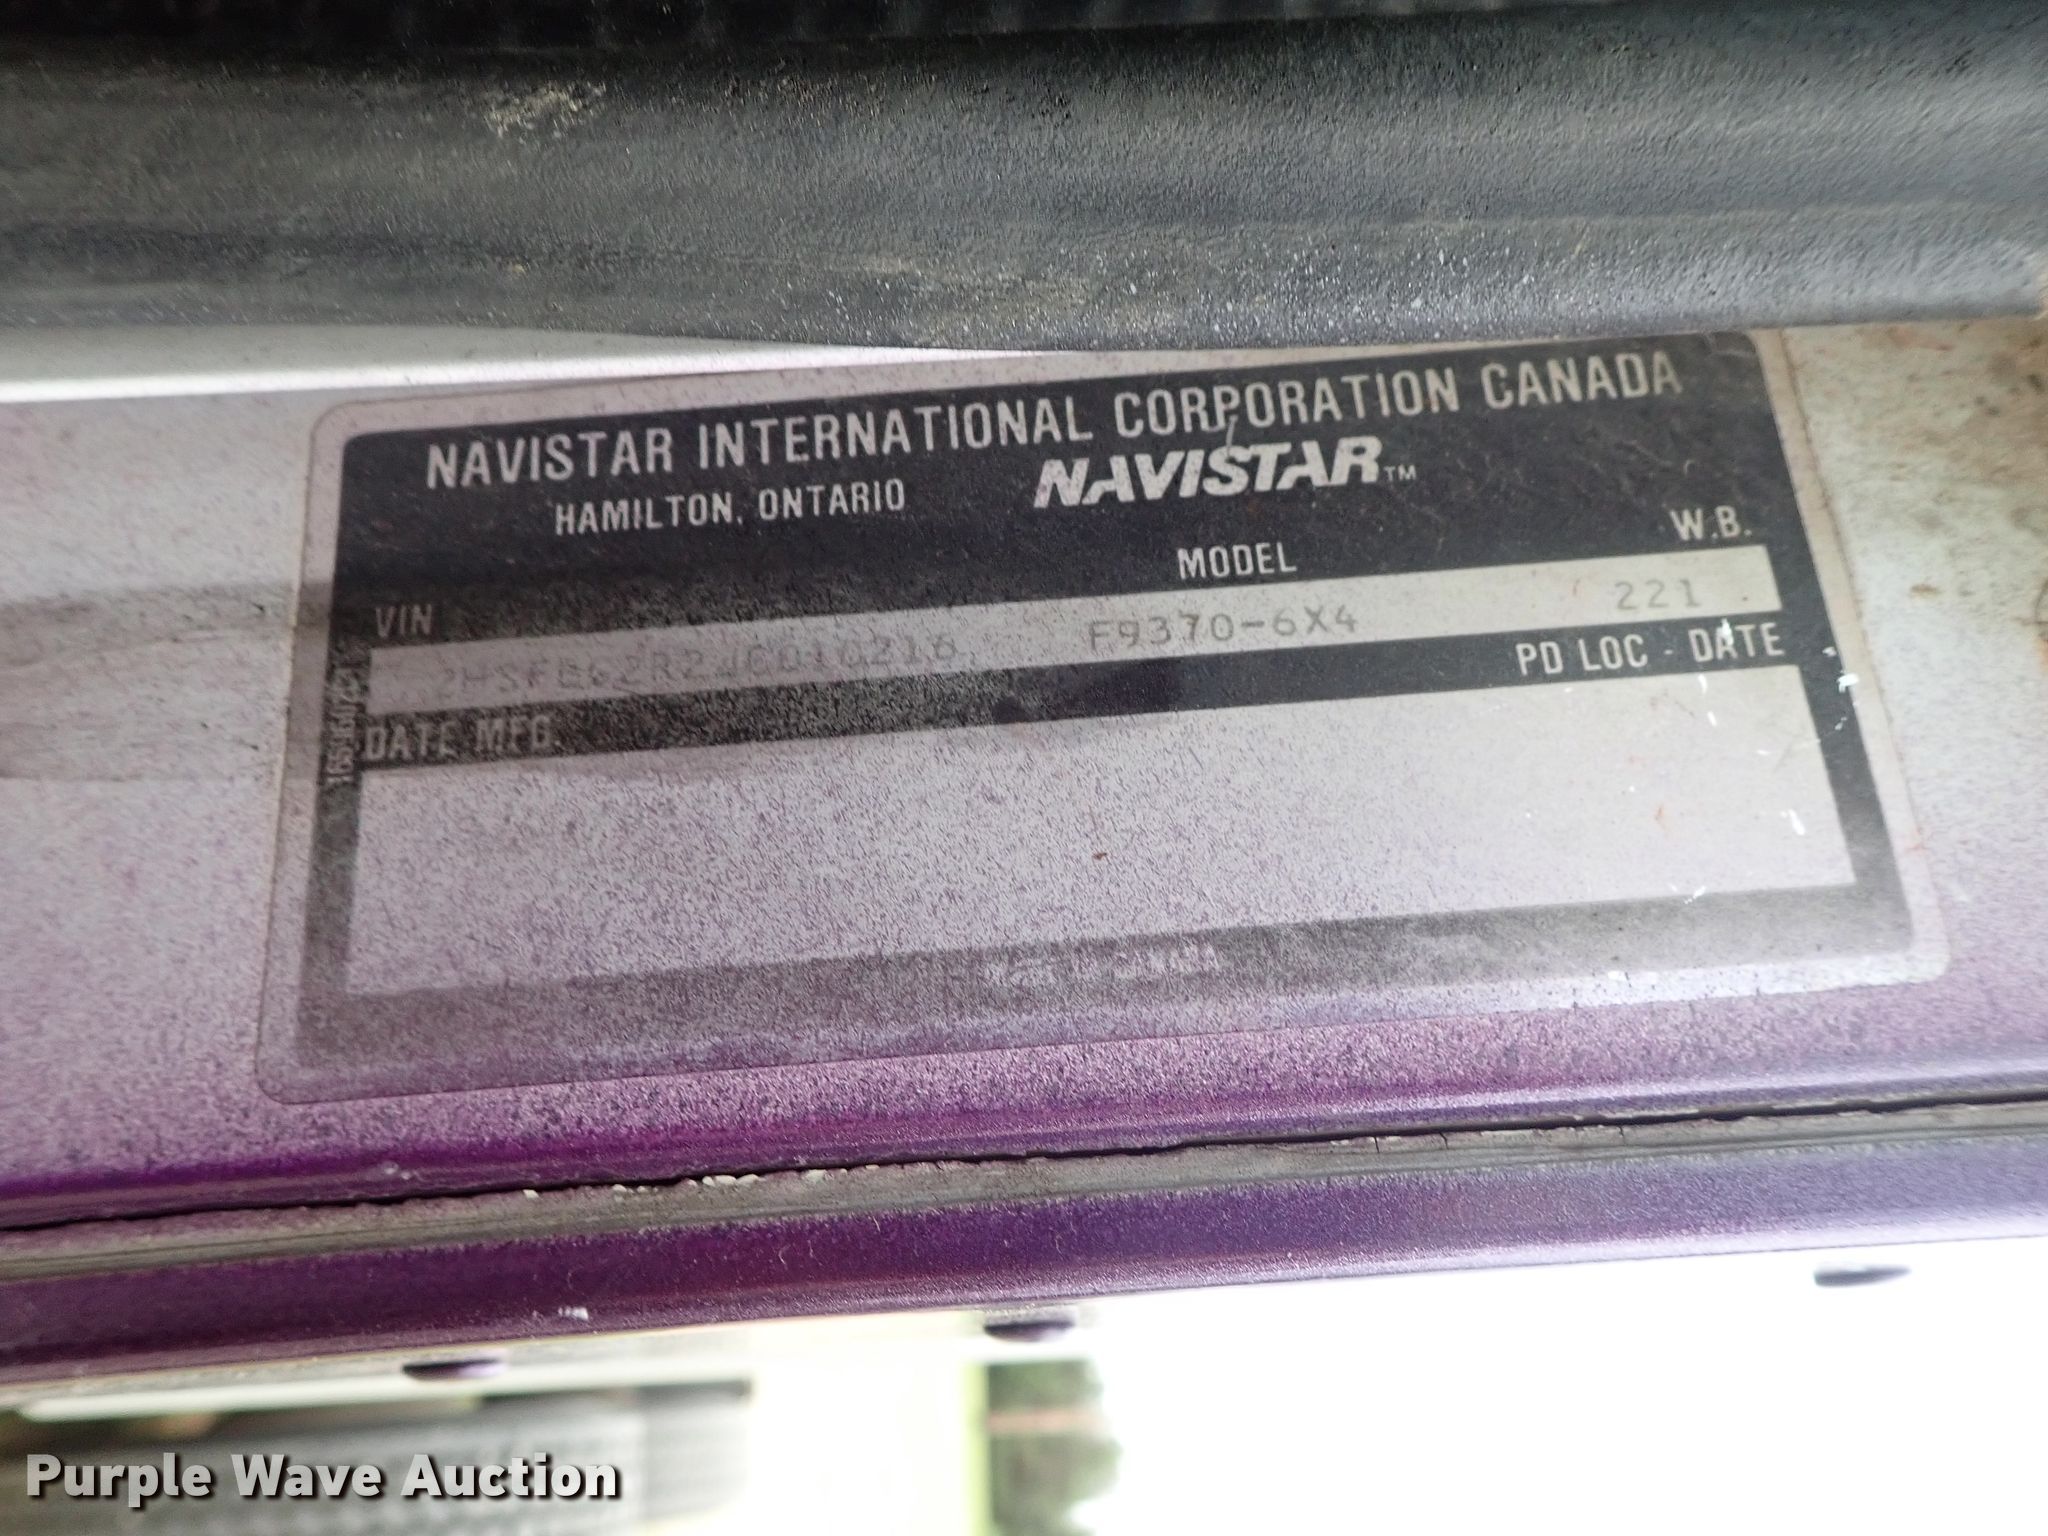 NAVISTAR INTERNATIONAL CORPORATION CANADA
HAMILTON, ONTARIO NAVISTAR™
VIN MODEL W.B.
F9370-6X4 221
DATE MFG. PD LOC - DATE
Purple Wave Auction